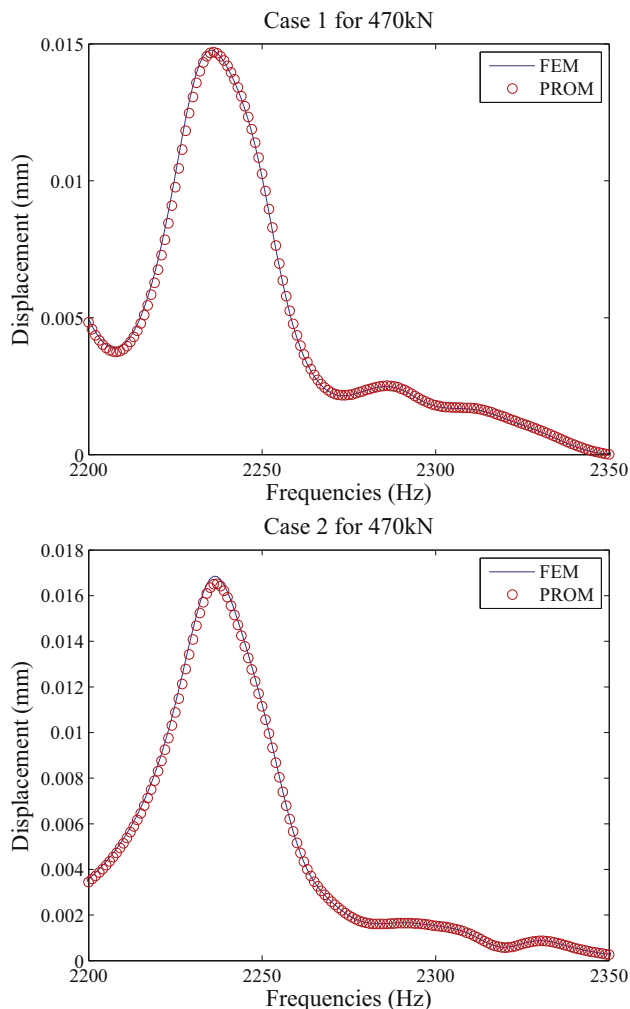 Case 1 for 470kN
0.015
0.01
0.005
0
Displacement (mm)
FEM
PROM
2200 2250 2300 2350
Frequencies (Hz)
Case 2 for 470kN
0.018
0.016
0.014
0.012
0.01
0.008
0.006
0.004
0.002
0
Displacement (mm)
FEM
PROM
2200 2250 2300 2350
Frequencies (Hz)